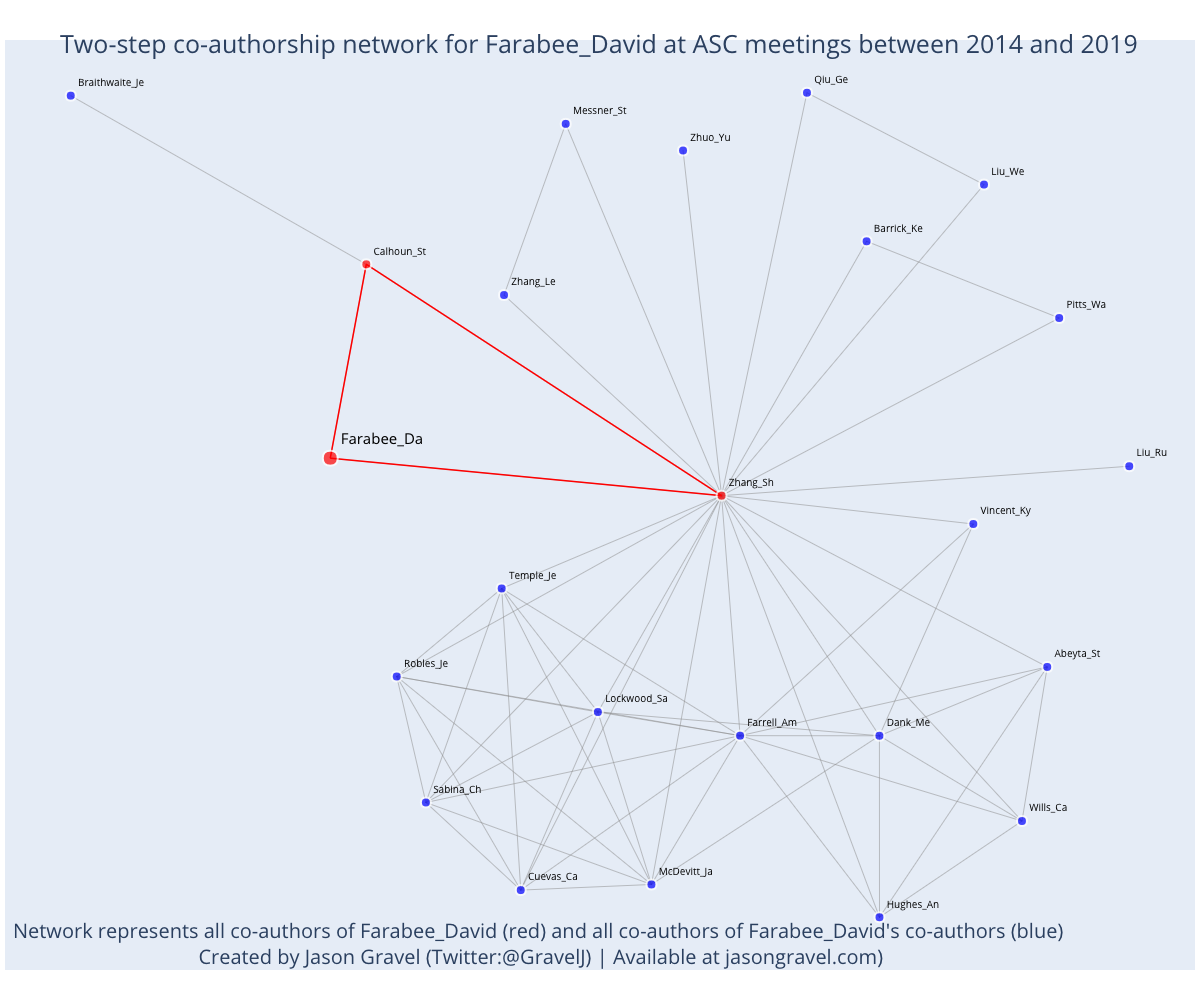 Two-step co-authorship network for Farabee_David at ASC meetings between 2014 and 2019
Braithwaite_Je
Qiu_Ge
Messner_St
Zhuo_Yu
Liu_We
Barrick_Ke
Calhoun_St
Zhang_Le
Pitts_Wa
Farabee_Da
Liu_Ru
Zhang_Sh
Vincent_Ky
Temple_Je
Abeyta_St
Robles_Je
Lockwood_Sa
Farrell_Am
Dank_Me
Sabina_Ch
Wills_Ca
McDevitt_Ja
Cuevas_Ca
Hughes_An
Network represents all co-authors of Farabee_David (red) and all co-authors of Farabee_David's co-authors (blue)
Created by Jason Gravel (Twitter:@GravelJ) | Available at jasongravel.com)